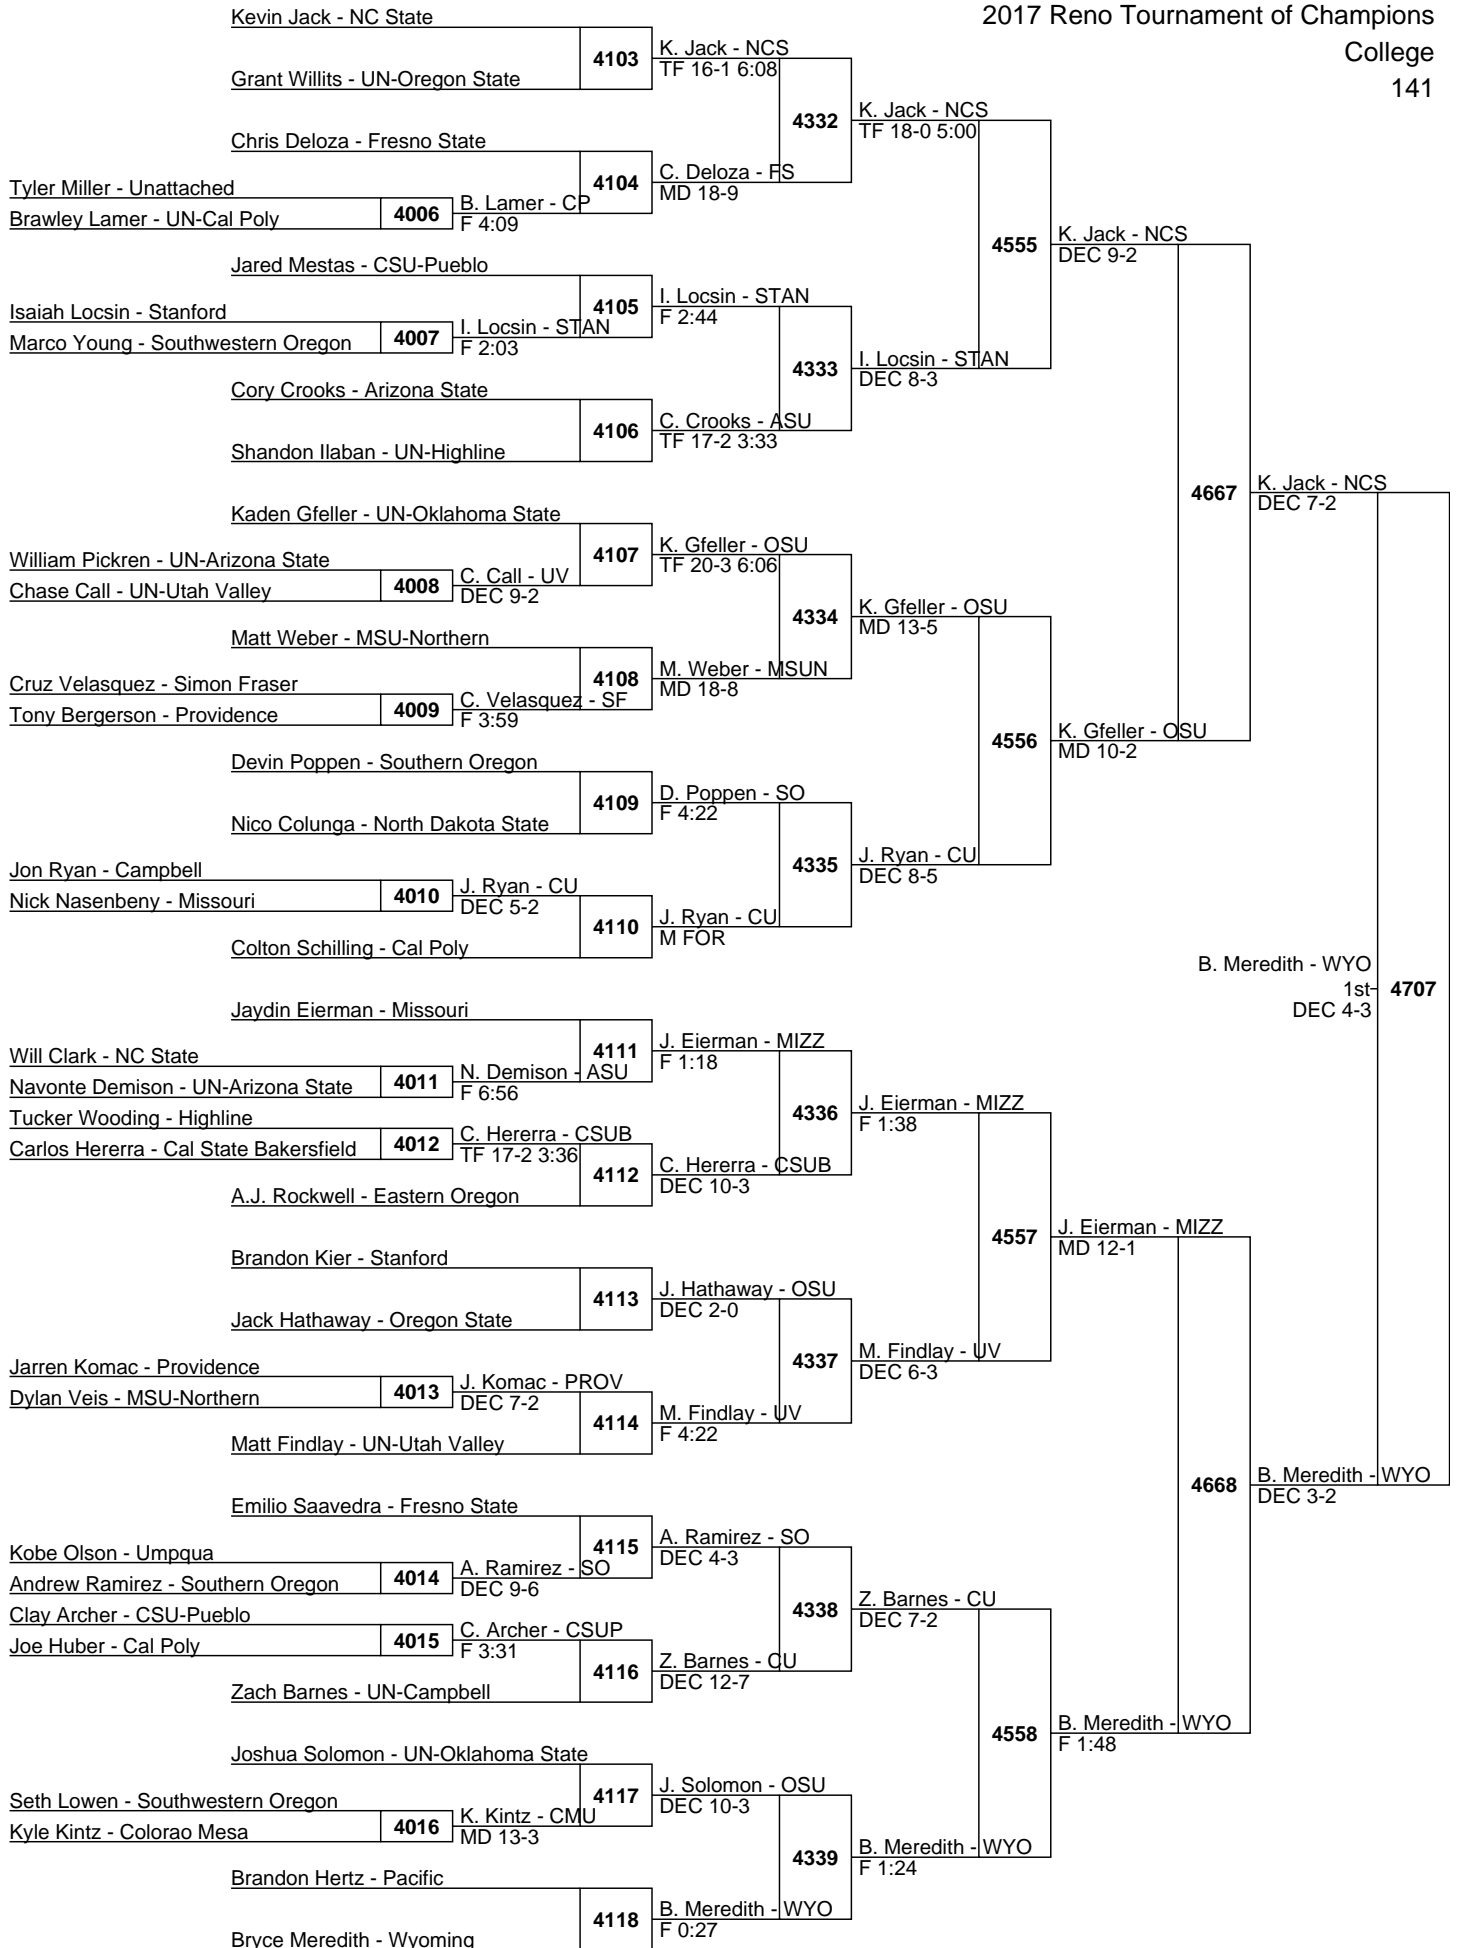 2017 Reno Tournament of Champions
College
141
Kevin Jack - NC State
4103
K. Jack - NCS
TF 16-1 6:08
Grant Willits - UN-Oregon State
4332
K. Jack - NCS
TF 18-0 5:00
Chris Deloza - Fresno State
4104
C. Deloza - FS
MD 18-9
Tyler Miller - Unattached
4006
B. Lamer - CP
F 4:09
Brawley Lamer - UN-Cal Poly
4555
K. Jack - NCS
DEC 9-2
Jared Mestas - CSU-Pueblo
4105
I. Locsin - STAN
F 2:44
Isaiah Locsin - Stanford
4007
I. Locsin - STAN
F 2:03
Marco Young - Southwestern Oregon
4333
I. Locsin - STAN
DEC 8-3
Cory Crooks - Arizona State
4106
C. Crooks - ASU
TF 17-2 3:33
Shandon Ilaban - UN-Highline
4667
K. Jack - NCS
DEC 7-2
Kaden Gfeller - UN-Oklahoma State
4107
K. Gfeller - OSU
TF 20-3 6:06
William Pickren - UN-Arizona State
4008
C. Call - UV
DEC 9-2
Chase Call - UN-Utah Valley
4334
K. Gfeller - OSU
MD 13-5
Matt Weber - MSU-Northern
4108
M. Weber - MSUN
MD 18-8
Cruz Velasquez - Simon Fraser
4009
C. Velasquez - SF
F 3:59
Tony Bergerson - Providence
4556
K. Gfeller - OSU
MD 10-2
Devin Poppen - Southern Oregon
4109
D. Poppen - SO
F 4:22
Nico Colunga - North Dakota State
4335
J. Ryan - CU
DEC 8-5
Jon Ryan - Campbell
4010
J. Ryan - CU
DEC 5-2
Nick Nasenbeny - Missouri
4110
J. Ryan - CU
M FOR
Colton Schilling - Cal Poly
B. Meredith - WYO
1st
4707
DEC 4-3
Jaydin Eierman - Missouri
4111
J. Eierman - MIZZ
F 1:18
Will Clark - NC State
4011
N. Demison - ASU
F 6:56
Navonte Demison - UN-Arizona State
4336
J. Eierman - MIZZ
F 1:38
Tucker Wooding - Highline
4012
C. Hererra - CSUB
TF 17-2 3:36
Carlos Hererra - Cal State Bakersfield
4112
C. Hererra - CSUB
DEC 10-3
A.J. Rockwell - Eastern Oregon
4557
J. Eierman - MIZZ
MD 12-1
Brandon Kier - Stanford
4113
J. Hathaway - OSU
DEC 2-0
Jack Hathaway - Oregon State
4337
M. Findlay - UV
DEC 6-3
Jarren Komac - Providence
4013
J. Komac - PROV
DEC 7-2
Dylan Veis - MSU-Northern
4114
M. Findlay - UV
F 4:22
Matt Findlay - UN-Utah Valley
4668
B. Meredith - WYO
DEC 3-2
Emilio Saavedra - Fresno State
4115
A. Ramirez - SO
DEC 4-3
Kobe Olson - Umpqua
4014
A. Ramirez - SO
DEC 9-6
Andrew Ramirez - Southern Oregon
4338
Z. Barnes - CU
DEC 7-2
Clay Archer - CSU-Pueblo
4015
C. Archer - CSUP
F 3:31
Joe Huber - Cal Poly
4116
Z. Barnes - CU
DEC 12-7
Zach Barnes - UN-Campbell
4558
B. Meredith - WYO
F 1:48
Joshua Solomon - UN-Oklahoma State
4117
J. Solomon - OSU
DEC 10-3
Seth Lowen - Southwestern Oregon
4016
K. Kintz - CMU
MD 13-3
Kyle Kintz - Colorao Mesa
4339
B. Meredith - WYO
F 1:24
Brandon Hertz - Pacific
4118
B. Meredith - WYO
F 0:27
Bryce Meredith - Wyoming